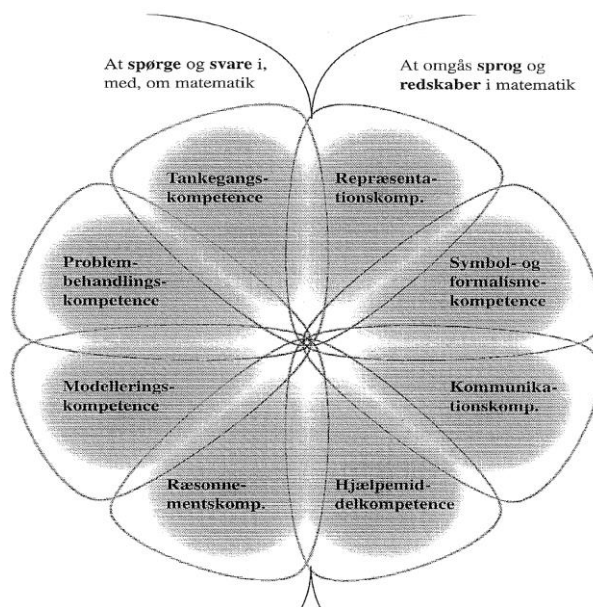 At spørge og svare i,
med, om matematik
At omgås sprog og
redskaber i matematik
Tankegangs-
kompetence
Repræsenta-
tionskomp.
Problem-
behandlings-
kompetence
Symbol- og
formalisme-
kompetence
Modellerings-
kompetence
Kommunika-
tionskomp.
Ræsonne-
mentskomp.
Hjælpemid-
delkompetence